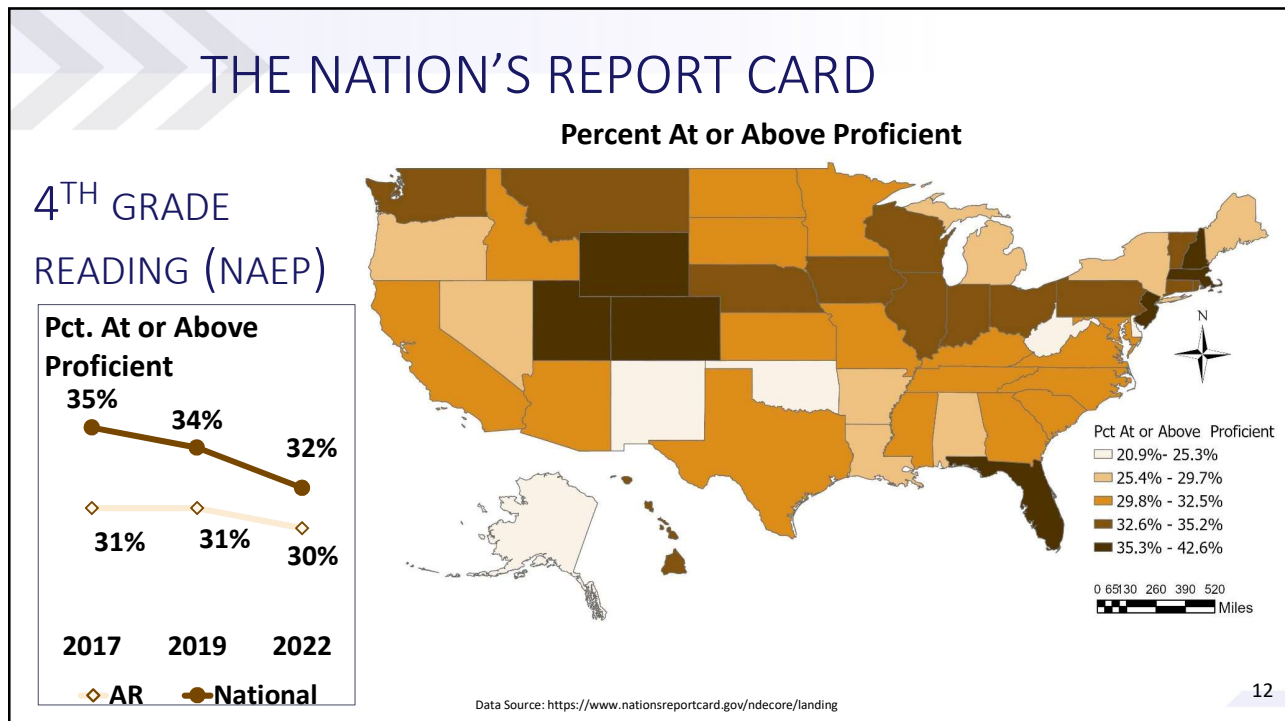 THE NATION'S REPORT CARD
Percent At or Above Proficient
4TH GRADE
READING (NAEP)
Pct. At or Above
Proficient
35%
34%
32%
31%
31%
30%
2017 2019 2022
AR National
N
Pct At or Above Proficient
20.9%- 25.3%
25.4% - 29.7%
29.8% - 32.5%
32.6% - 35.2%
35.3% - 42.6%
0 65130 260 390 520
Miles
Data Source: https://www.nationsreportcard.gov/ndecore/landing
12